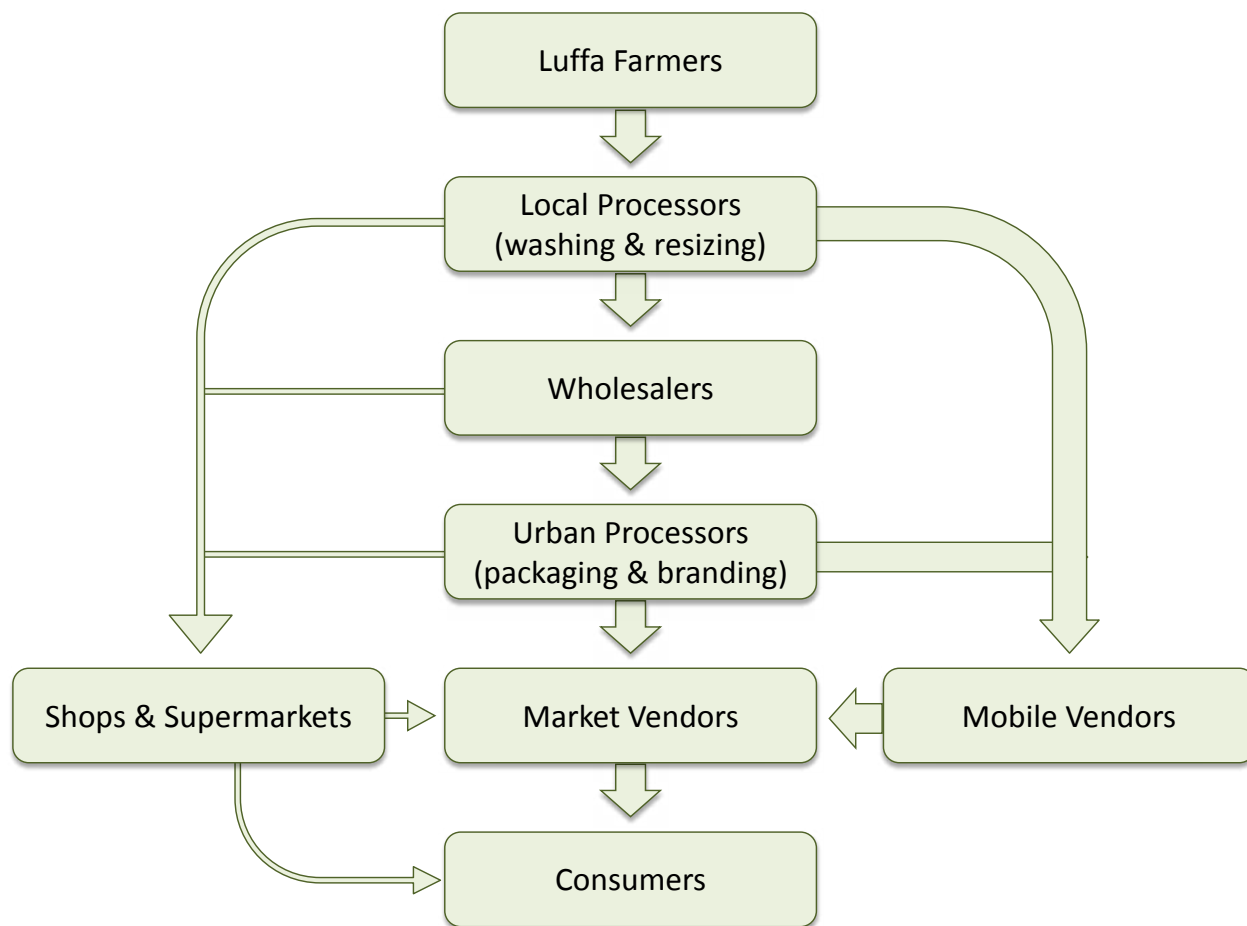 Luffa Farmers
Local Processors
(washing & resizing)
Wholesalers
Urban Processors
(packaging & branding)
Shops & Supermarkets
Market Vendors
Mobile Vendors
Consumers